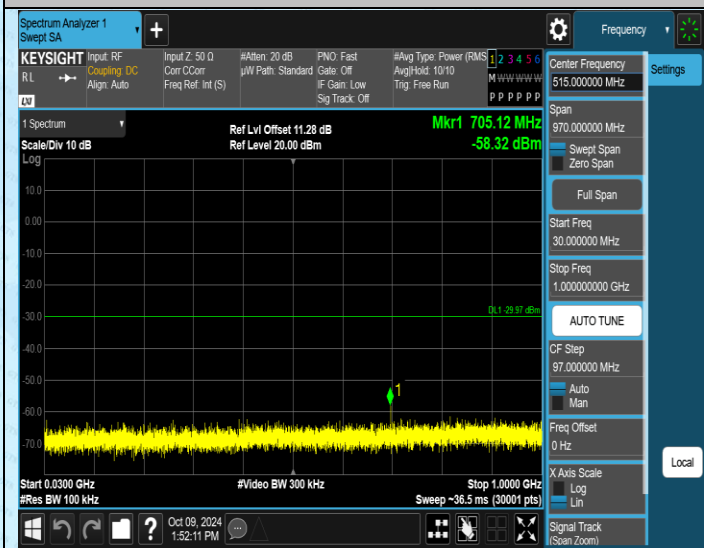 Spectrum Analyzer 1
Swept SA
Frequency
KEYSIGHT
RL
LXI
Input: RF
Coupling: DC
Align: Auto
Input Z: 50 Ω
Corr CCorr
Freq Ref: Int (S)
#Atten: 20 dB
µW Path: Standard
PNO: Fast
Gate: Off
IF Gain: Low
Sig Track: Off
#Avg Type: Power (RMS
Avg|Hold: 10/10
Trig: Free Run
1 2 3 4 5 6
M W W W W W
P P P P P P
1 Spectrum
Scale/Div 10 dB
Log
Ref Lvl Offset 11.28 dB
Ref Level 20.00 dBm
Mkr1 705.12 MHz
-58.32 dBm
10.0
0.00
-10.0
-20.0
-30.0
-40.0
-50.0
-60.0
-70.0
DL1 -29.97 dBm
1
Start 0.0300 GHz
#Res BW 100 kHz
#Video BW 300 kHz
Stop 1.0000 GHz
Sweep ~36.5 ms (30001 pts)
Oct 09, 2024
1:52:11 PM
Center Frequency
515.000000 MHz
Span
970.000000 MHz
Swept Span
Zero Span
Full Span
Start Freq
30.000000 MHz
Stop Freq
1.000000000 GHz
AUTO TUNE
CF Step
97.000000 MHz
Auto
Man
Freq Offset
0 Hz
X Axis Scale
Log
Lin
Signal Track
(Span Zoom)
Settings
Local